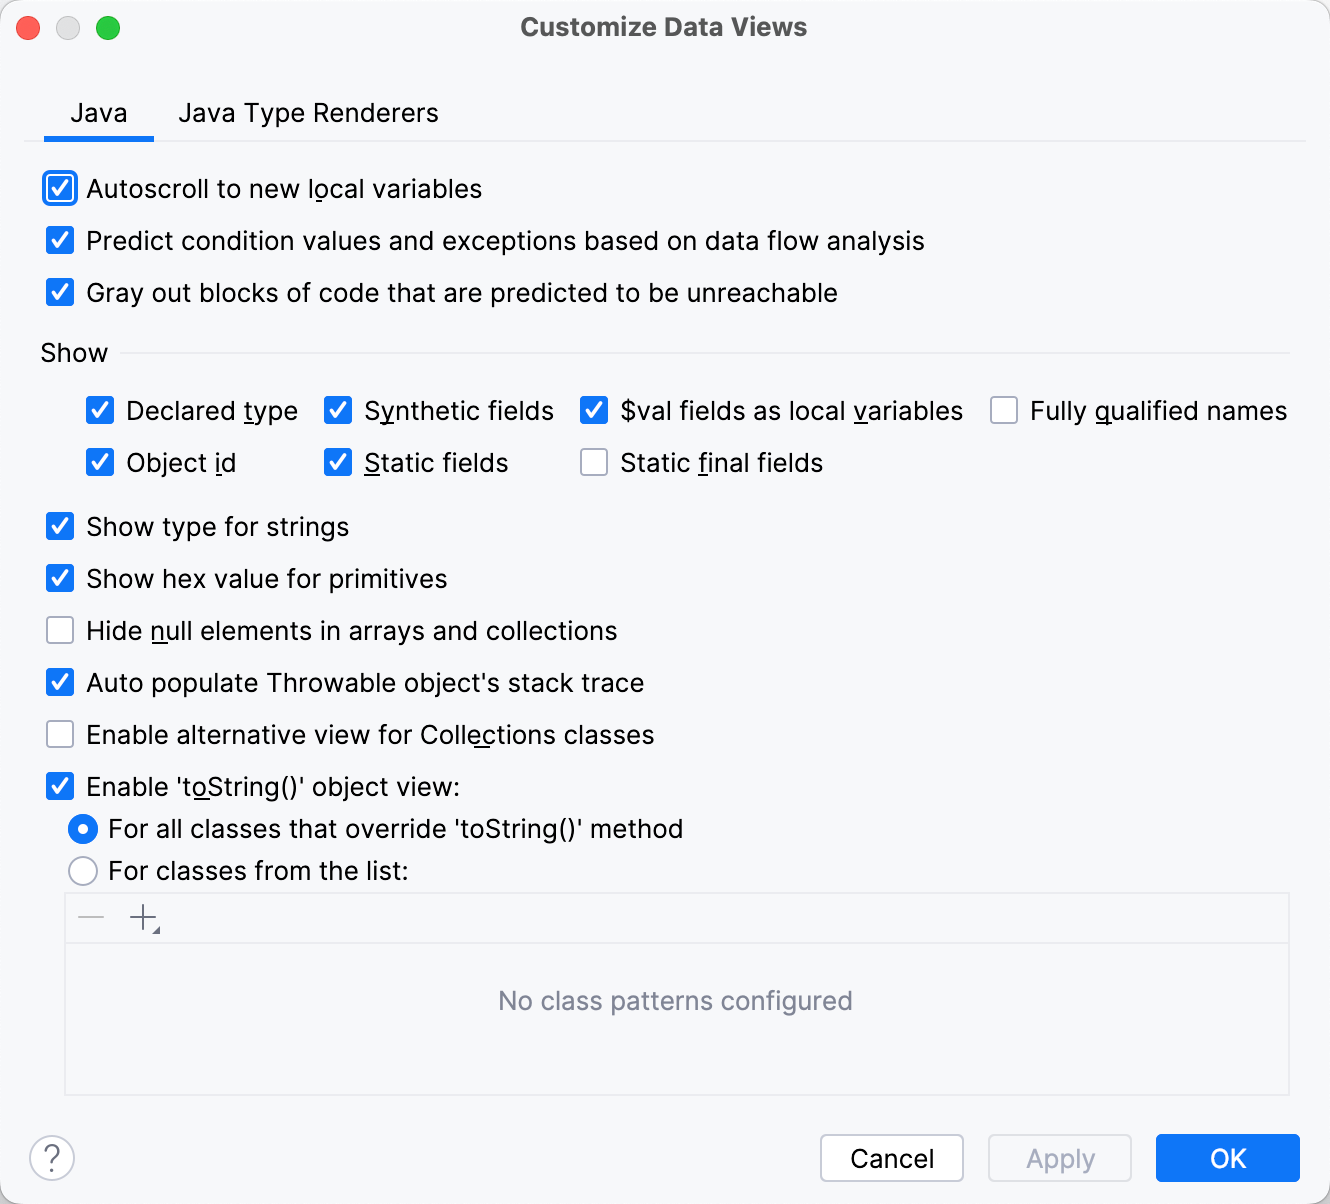 Customize Data Views
Java Java Type Renderers
Autoscroll to new local variables
Predict condition values and exceptions based on data flow analysis
Gray out blocks of code that are predicted to be unreachable
Show
Declared type Synthetic fields $val fields as local variables Fully qualified names
Object id Static fields Static final fields
Show type for strings
Show hex value for primitives
Hide null elements in arrays and collections
Auto populate Throwable object's stack trace
Enable alternative view for Collections classes
Enable 'toString()' object view:
For all classes that override 'toString()' method
For classes from the list:
No class patterns configured
? Cancel Apply OK